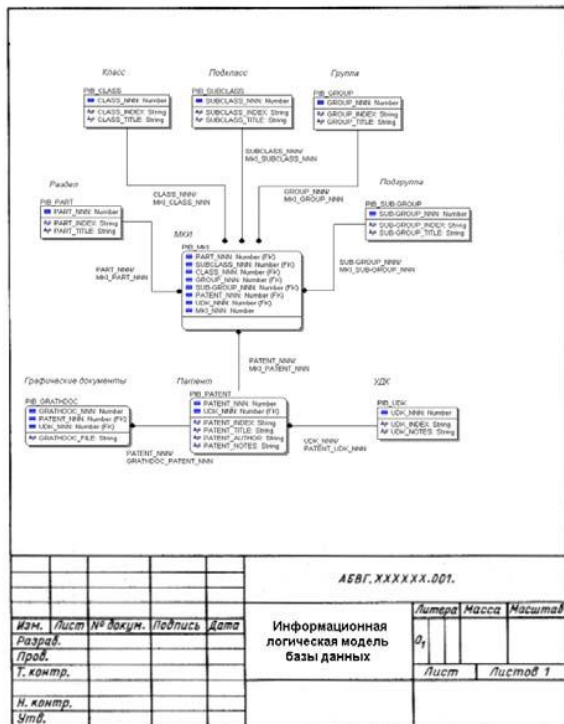 Класс
Подкласс
Группа
PIB_CLASS
CLASS_NNN: Number
CLASS_INDEX: String
CLASS_TITLE: String
PIB_SUBCLASS
SUBCLASS_NNN: Number
SUBCLASS_INDEX: String
SUBCLASS_TITLE: String
PIB_GROUP
GROUP_NNN: Number
GROUP_INDEX: String
GROUP_TITLE: String
SUBCLASS_NNN/
MKI_SUBCLASS_NNN
CLASS_NNN/
MKI_CLASS_NNN
GROUP_NNN/
MKI_GROUP_NNN
Раздел
PIB_PART
PART_NNN: Number
PART_INDEX: String
PART_TITLE: String
Подгруппа
PIB_SUB-GROUP
SUB-GROUP_NNN: Number
SUB-GROUP_INDEX: String
SUB-GROUP_TITLE: String
МКИ
PIB_MKI
PART_NNN: Number (FK)
SUBCLASS_NNN: Number (FK)
CLASS_NNN: Number (FK)
GROUP_NNN: Number (FK)
SUB-GROUP_NNN: Number (FK)
PATENT_NNN: Number (FK)
UDK_NNN: Number (FK)
MKI_NNN: Number
PART_NNN/
MKI_PART_NNN
SUB-GROUP_NNN/
MKI_SUB-GROUP_NNN
PATENT_NNN/
MKI_PATENT_NNN
Графические документы
Патент
УДК
PIB_GRATHDOC
GRATHDOC_NNN: Number
PATENT_NNN: Number (FK)
UDK_NNN: Number (FK)
GRATHDOC_FILE: String
PIB_PATENT
PATENT_NNN: Number
UDK_NNN: Number (FK)
PATENT_INDEX: String
PATENT_TITLE: String
PATENT_AUTHOR: String
PATENT_NOTES: String
PIB_UDK
UDK_NNN: Number
UDK_INDEX: String
UDK_NOTES: String
PATENT_NNN/
GRATHDOC_PATENT_NNN
UDK_NNN/
PATENT_UDK_NNN
АБВГ.XXXXXX.001.
Изм. Лист № докум. Подпись Дата
Разраб.
Пров.
Т. контр.
Н. контр.
Утв.
Информационная
логическая модель
базы данных
Литера Масса Масштаб
О1
Лист Листов 1